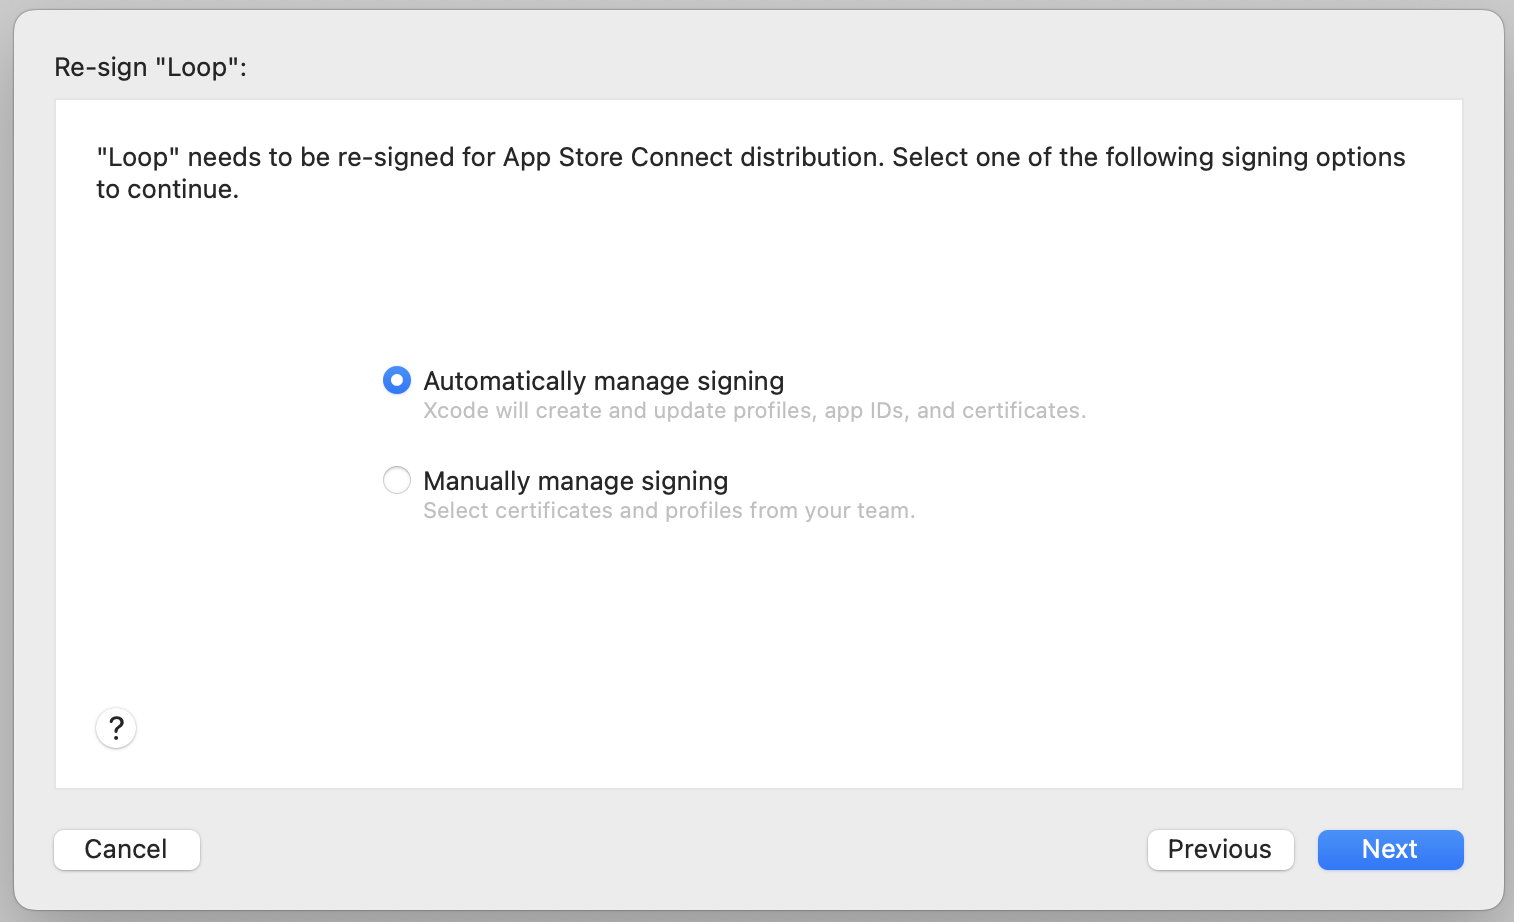 Re-sign "Loop":
"Loop" needs to be re-signed for App Store Connect distribution. Select one of the following signing options
to continue.
Automatically manage signing
Xcode will create and update profiles, app IDs, and certificates.
Manually manage signing
Select certificates and profiles from your team.
?
Cancel
Previous
Next